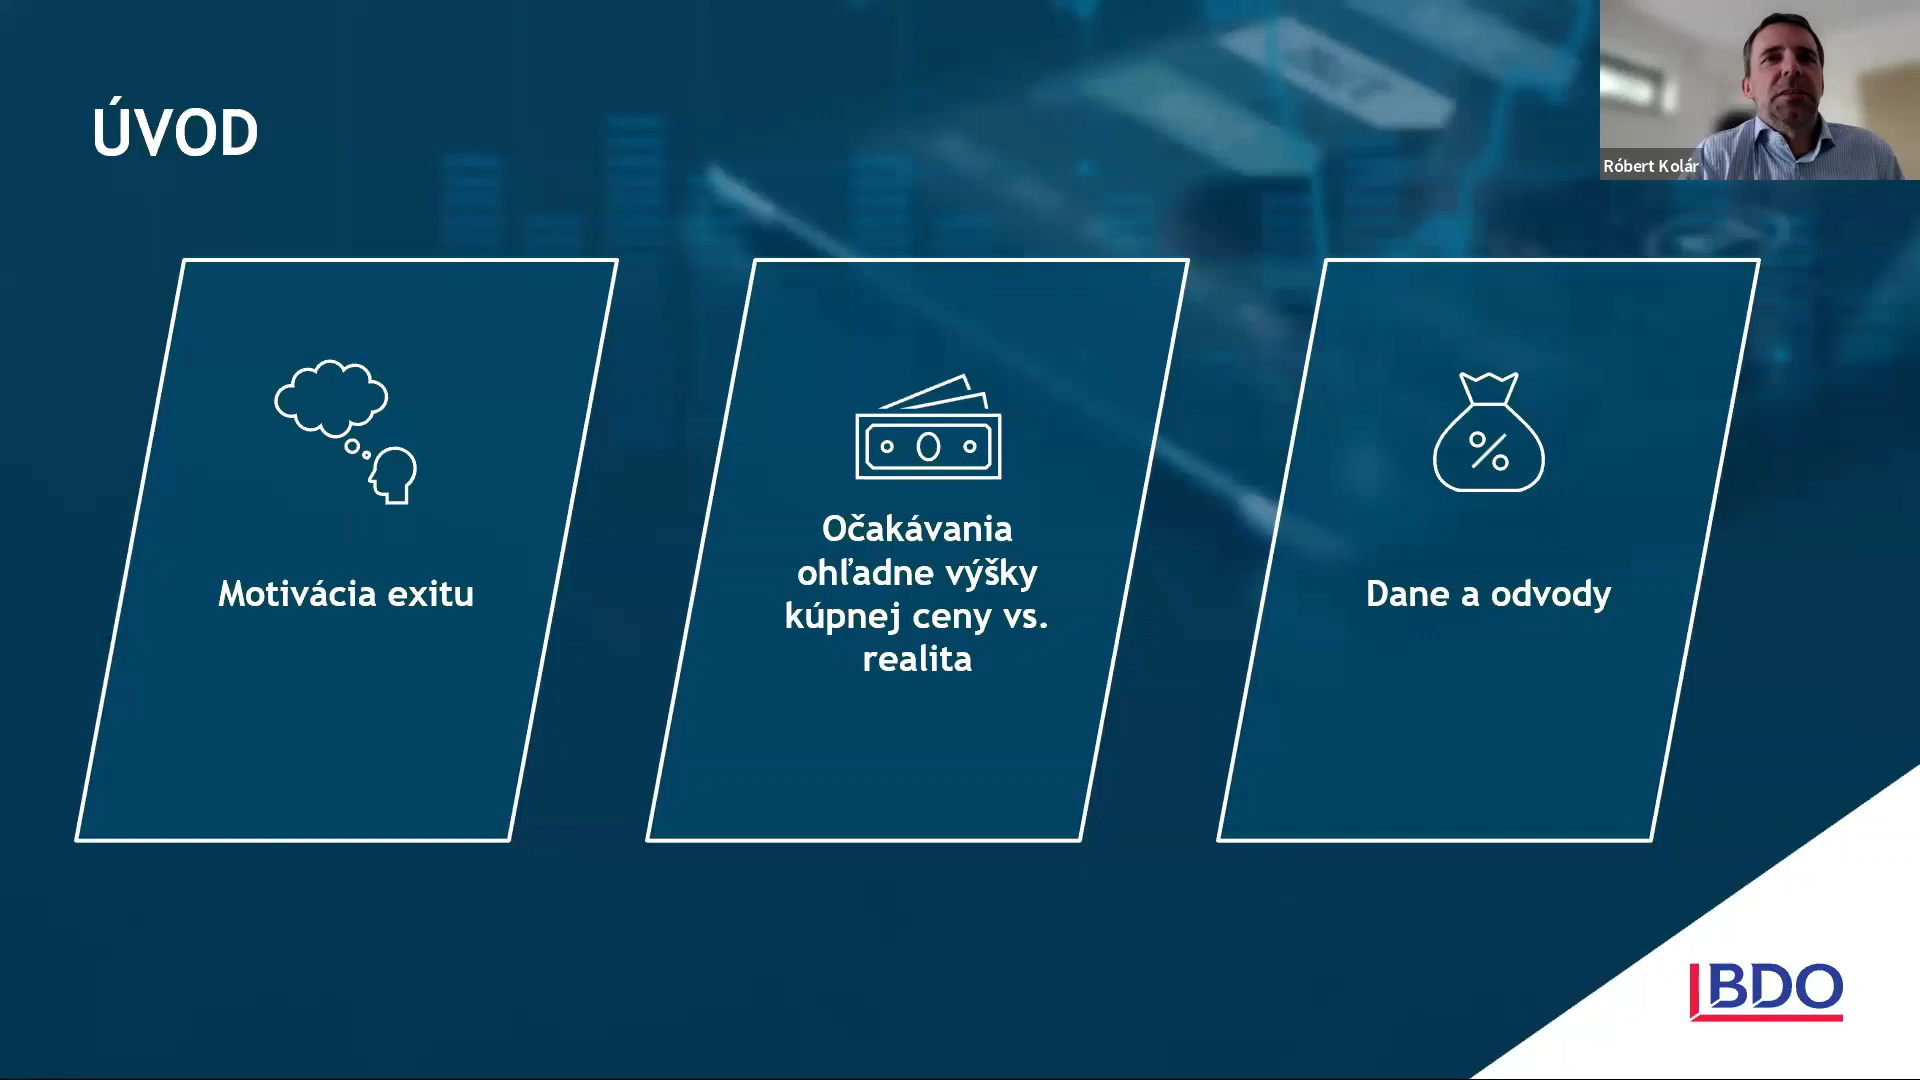 ÚVOD
Róbert Kolár
Motivácia exitu
Očakávania
ohľadne výšky
kúpnej ceny vs.
realita
Dane a odvody
BDO